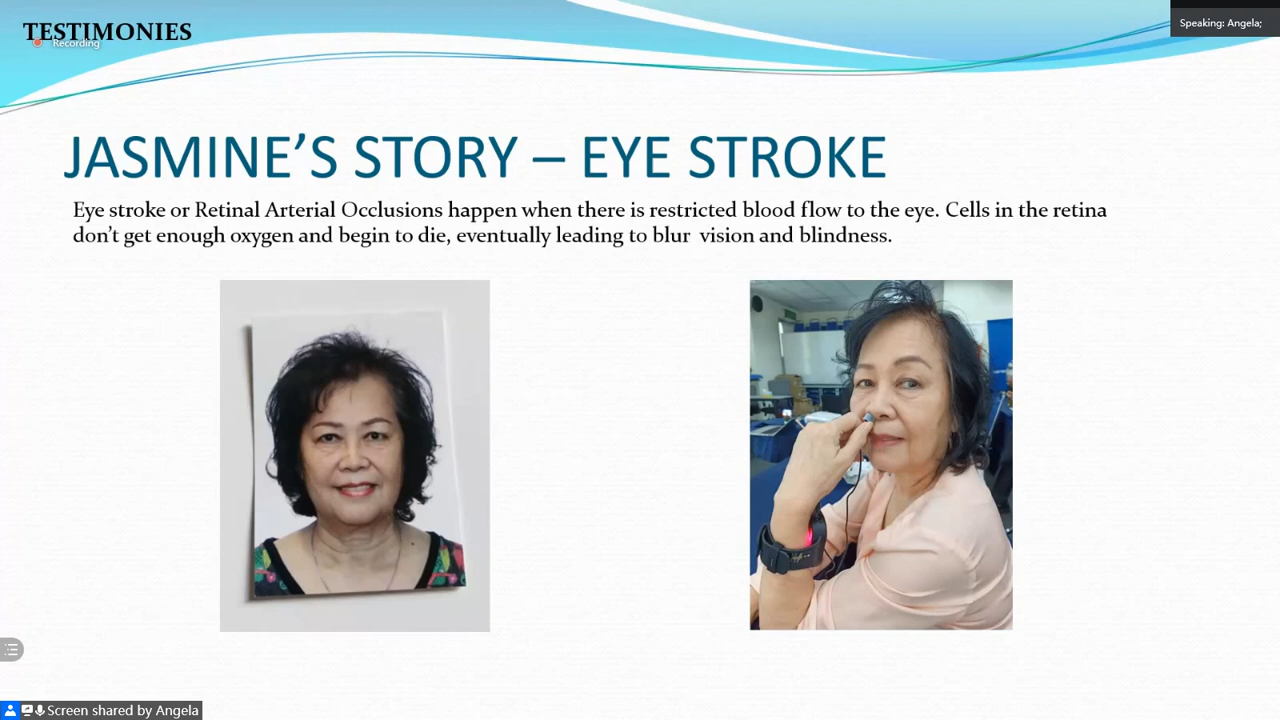 TESTIMONIES
Recording
Speaking: Angela;
JASMINE’S STORY – EYE STROKE
Eye stroke or Retinal Arterial Occlusions happen when there is restricted blood flow to the eye. Cells in the retina
don’t get enough oxygen and begin to die, eventually leading to blur  vision and blindness.
Screen shared by Angela